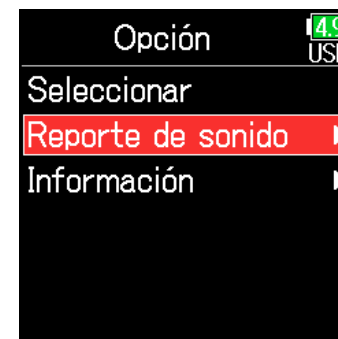 Opción
Seleccionar
Reporte de sonido
Información